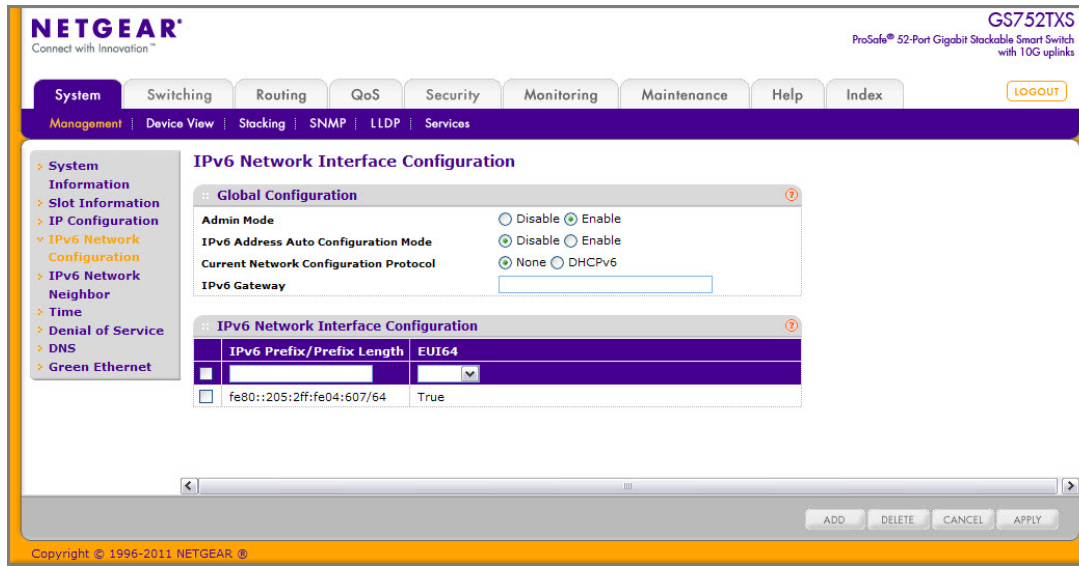 NETGEAR®
Connect with Innovation™
GS752TXS
ProSafe® 52-Port Gigabit Stackable Smart Switch
with 10G uplinks
System Switching Routing QoS Security Monitoring Maintenance Help Index LOGOUT
Management Device View Stacking SNMP LLDP Services
System
Information
Slot Information
IP Configuration
IPv6 Network
Configuration
IPv6 Network
Neighbor
Time
Denial of Service
DNS
Green Ethernet
IPv6 Network Interface Configuration
Global Configuration
Admin Mode Disable Enable
IPv6 Address Auto Configuration Mode Disable Enable
Current Network Configuration Protocol None DHCPv6
IPv6 Gateway
IPv6 Network Interface Configuration
IPv6 Prefix/Prefix Length EUI64
fe80::205:2ff:fe04:607/64 True
ADD DELETE CANCEL APPLY
Copyright © 1996-2011 NETGEAR ®